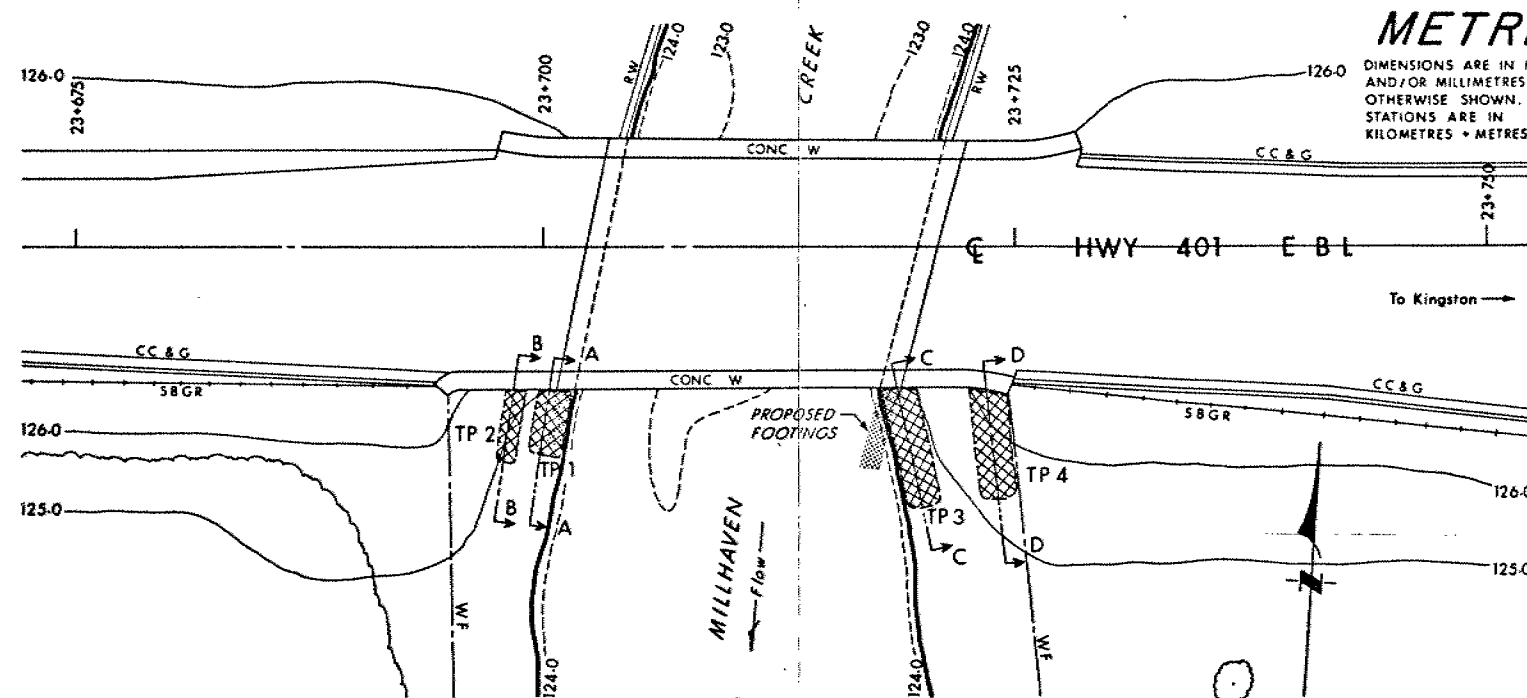 METR
DIMENSIONS ARE IN
AND/OR MILLIMETRES
OTHERWISE SHOWN.
STATIONS ARE IN
KILOMETRES + METRES
126·0
23+675
23+700
RW
124·0
123·0
CREEK
123·0
124·0
RW
23+725
126·0
CONC W
CC & G
23+750
℄ HWY 401 E B L
To Kingston
CC & G
SBGR
B
A
CONC W
C
D
CC & G
SBGR
126·0
TP 2
TP 1
PROPOSED
FOOTINGS
TP 3
TP 4
126·0
125·0
B
A
C
D
125·0
MILLHAVEN
Flow
WF
WF
124·0
124·0
N